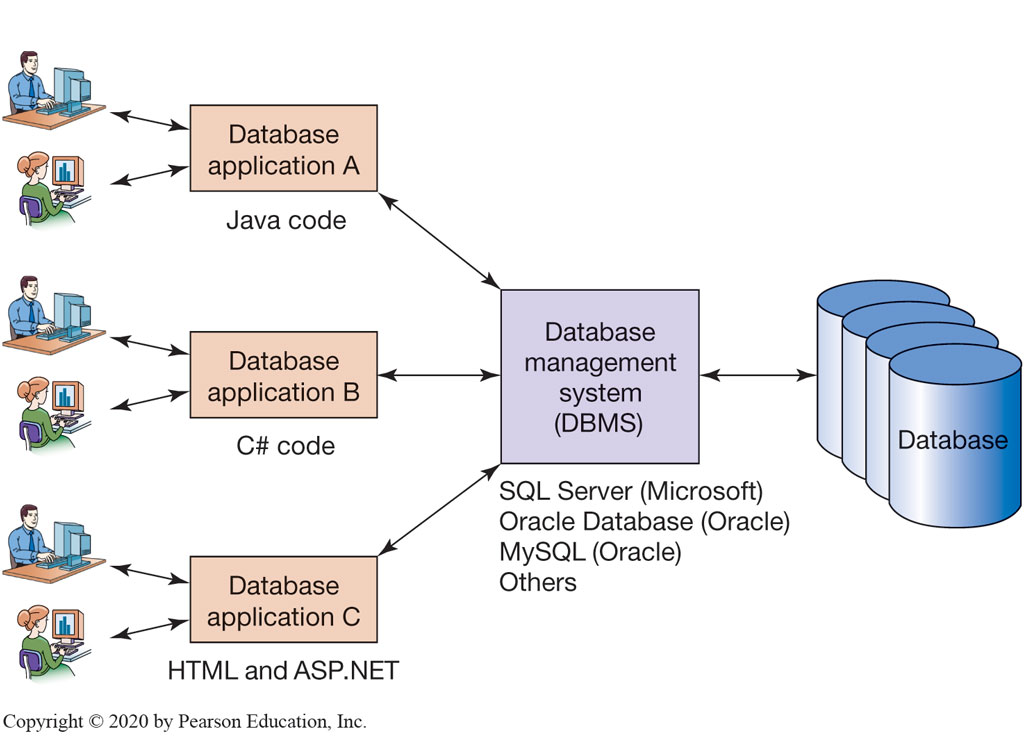 Database
application A
Java code
Database
application B
C# code
Database
application C
HTML and ASP.NET
Database
management
system
(DBMS)
SQL Server (Microsoft)
Oracle Database (Oracle)
MySQL (Oracle)
Others
Database
Copyright © 2020 by Pearson Education, Inc.